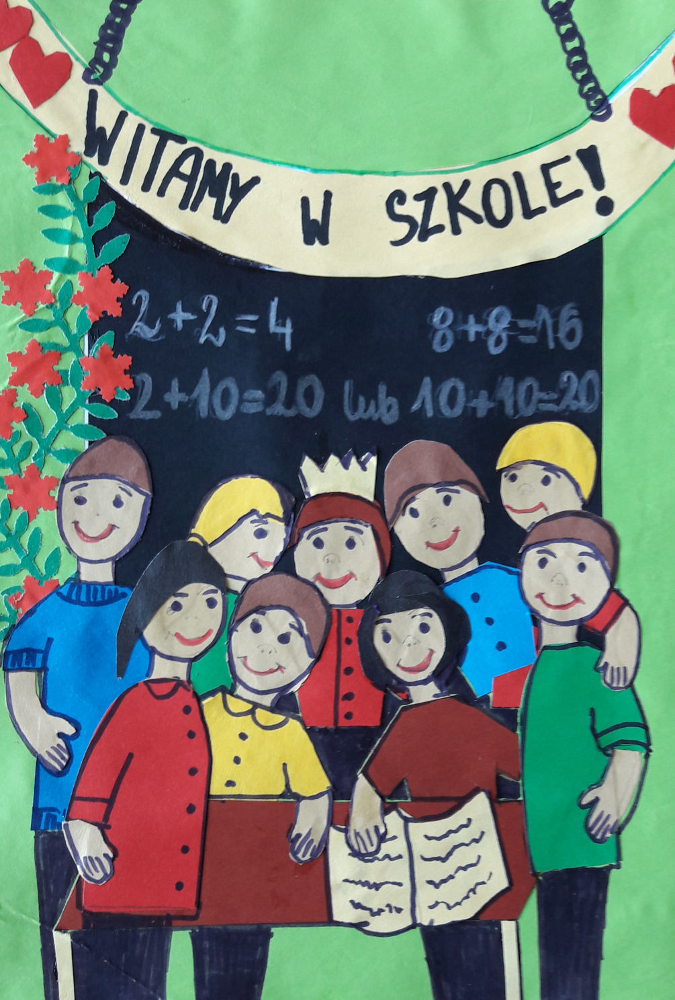 WITAMY W SZKOLE!
2+2=4 8+8=16
2+10=20 lub 10+10=20